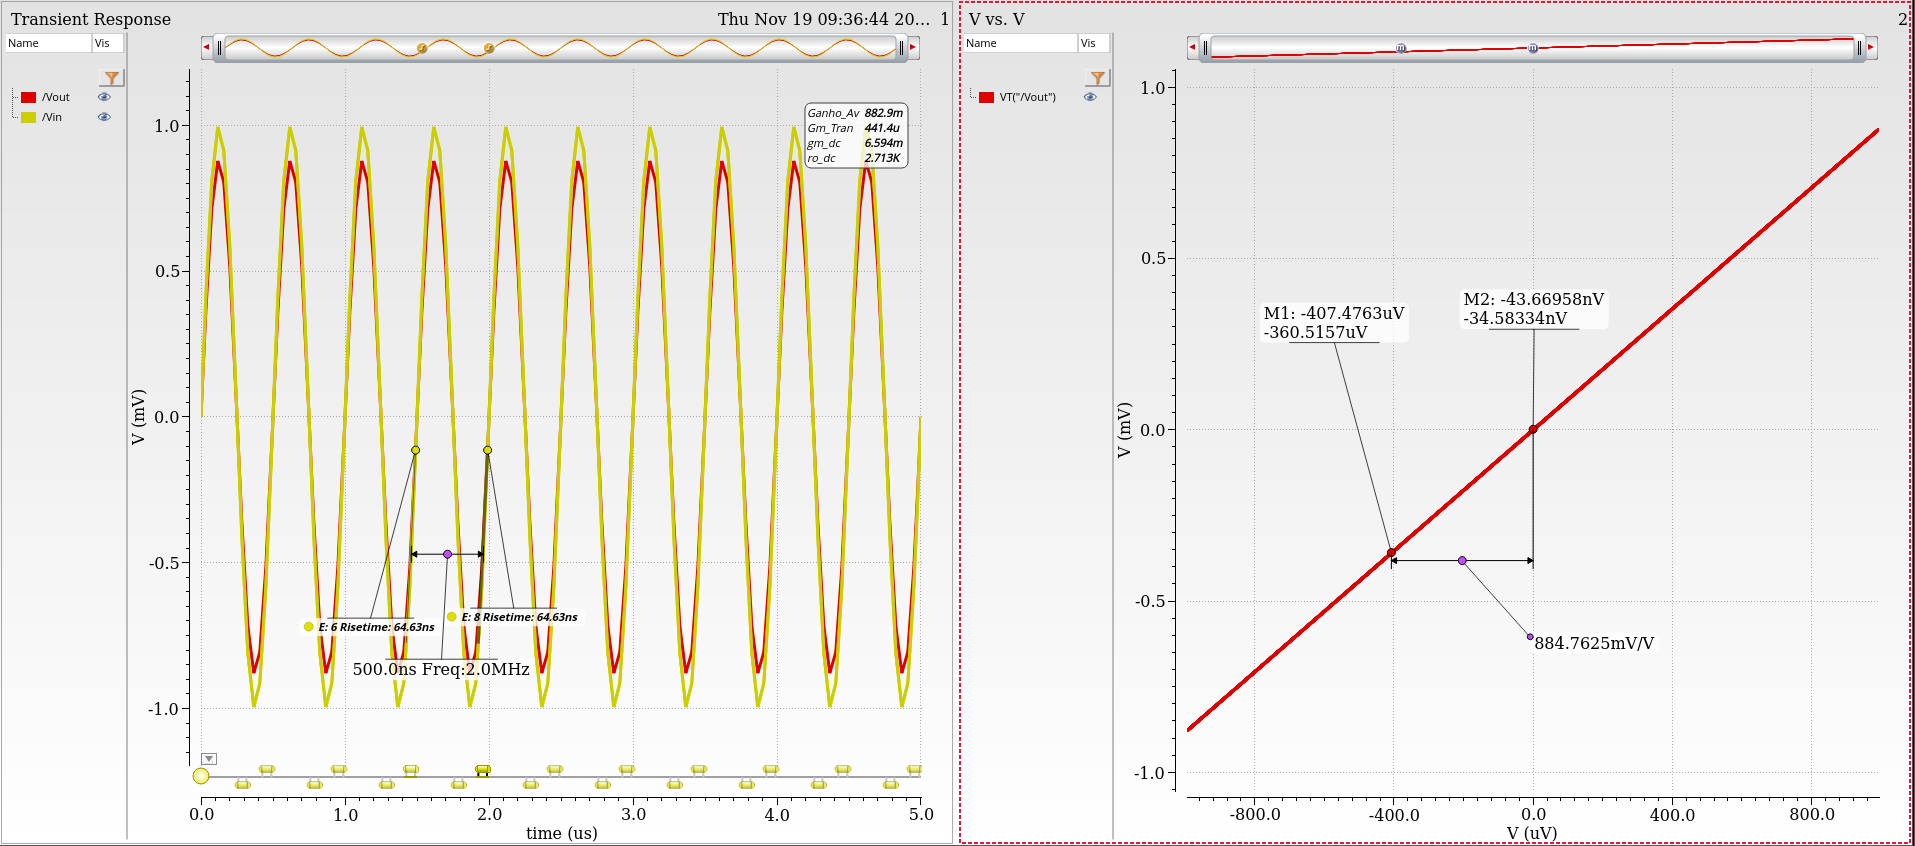 Transient Response
Thu Nov 19 09:36:44 20... 1
Name Vis
/Vout
/Vin
Ganho_Av 882.9m
Gm_Tran 441.4u
gm_dc 6.594m
ro_dc 2.713K
1.0
0.5
0.0
-0.5
-1.0
V (mV)
E: 6 Risetime: 64.63ns
E: 8 Risetime: 64.63ns
500.0ns Freq:2.0MHz
0.0 1.0 2.0 3.0 4.0 5.0
time (us)
V vs. V
2
Name Vis
VT("/Vout")
1.0
0.5
0.0
-0.5
-1.0
V (mV)
M1: -407.4763uV
-360.5157uV
M2: -43.66958nV
-34.58334nV
884.7625mV/V
-800.0 -400.0 0.0 400.0 800.0
V (uV)